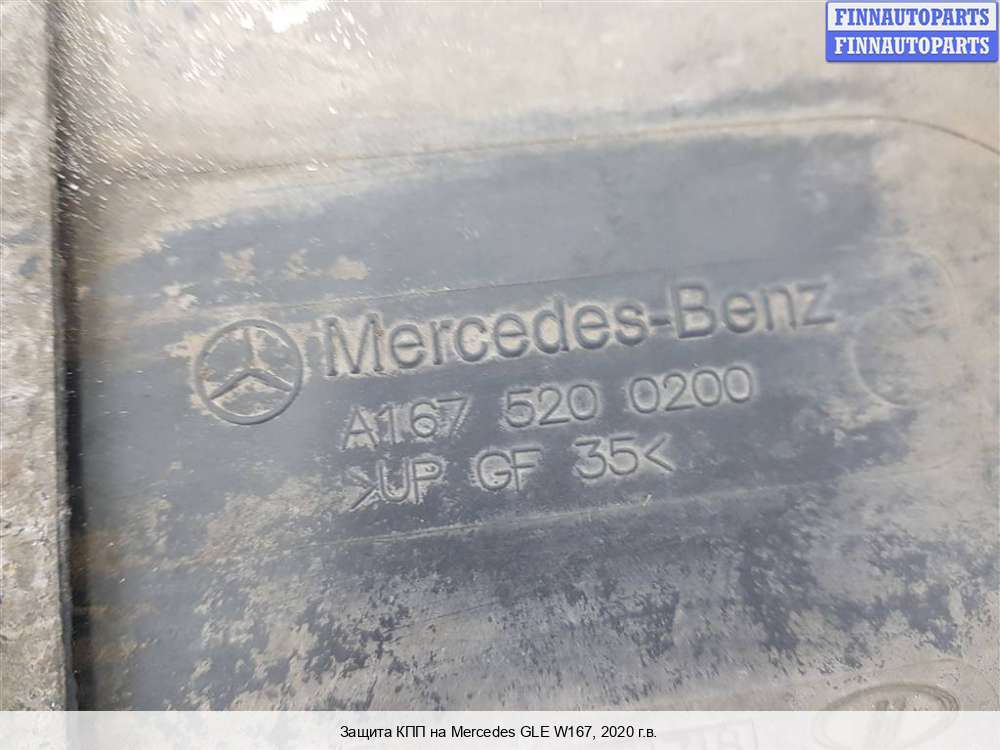 FINNAUTOPARTS
FINNAUTOPARTS
Mercedes-Benz
A167 520 0200
>UP GF 35<
Защита КПП на Mercedes GLE W167, 2020 г.в.